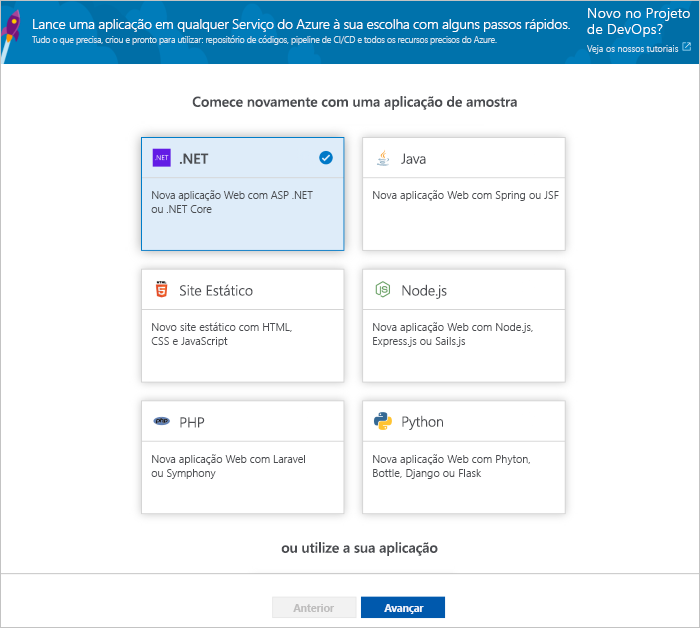 Lance uma aplicação em qualquer Serviço do Azure à sua escolha com alguns passos rápidos.
Tudo o que precisa, criou e pronto para utilizar: repositório de códigos, pipeline de CI/CD e todos os recursos precisos do Azure.
Novo no Projeto
de DevOps?
Veja os nossos tutoriais
Comece novamente com uma aplicação de amostra
.NET
.NET
Nova aplicação Web com ASP .NET
ou .NET Core
Java
Nova aplicação Web com Spring ou JSF
HTML
5
Site Estático
Novo site estático com HTML,
CSS e JavaScript
JS
Node.js
Nova aplicação Web com Node.js,
Express.js ou Sails.js
php
PHP
Nova aplicação Web com Laravel
ou Symphony
Python
Nova aplicação Web com Phyton,
Bottle, Django ou Flask
ou utilize a sua aplicação
Anterior
Avançar